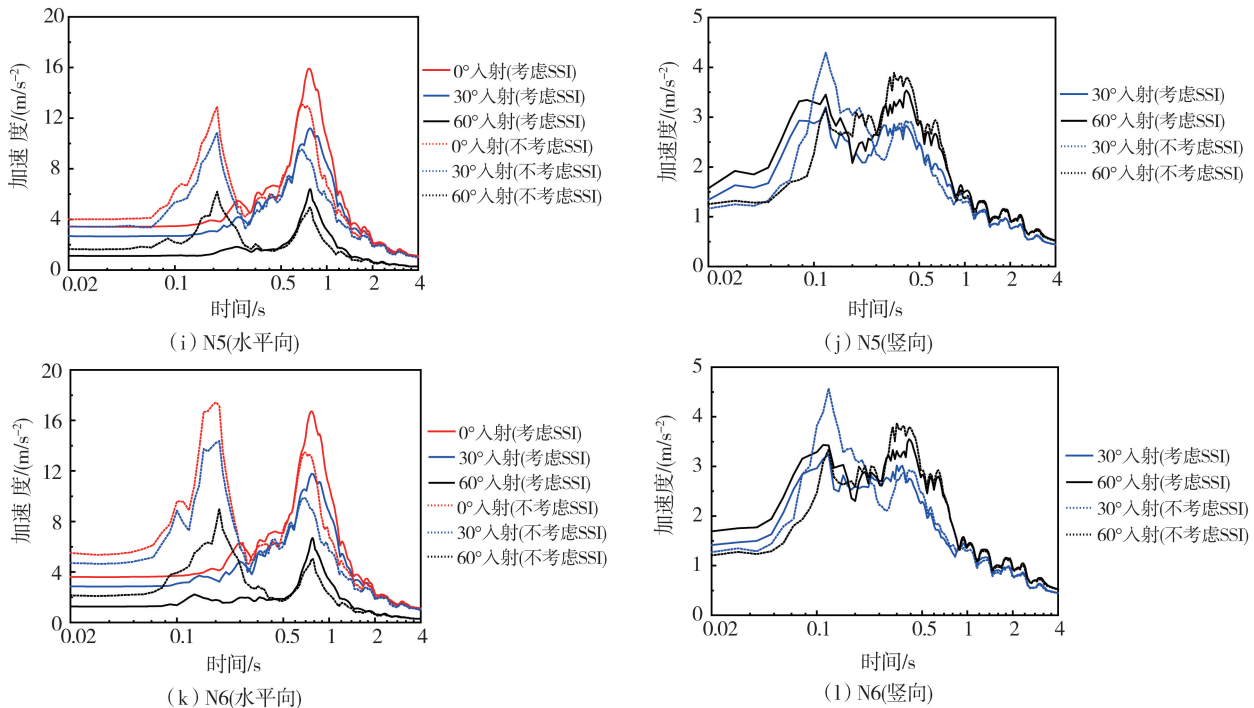 20
16
12
8
4
0
加速 度/(m/s⁻²)
0.02
0.1
0.5
1
2
4
时间/s
0°入射(考虑SSI)
30°入射(考虑SSI)
60°入射(考虑SSI)
0°入射(不考虑SSI)
30°入射(不考虑SSI)
60°入射(不考虑SSI)
(i) N5(水平向)
5
4
3
2
1
0
加速度/(m/s⁻²)
0.02
0.1
0.5
1
2
4
时间/s
30°入射(考虑SSI)
60°入射(考虑SSI)
30°入射(不考虑SSI)
60°入射(不考虑SSI)
(j) N5(竖向)
20
16
12
8
4
0
加速 度/(m/s⁻²)
0.02
0.1
0.5
1
2
4
时间/s
0°入射(考虑SSI)
30°入射(考虑SSI)
60°入射(考虑SSI)
0°入射(不考虑SSI)
30°入射(不考虑SSI)
60°入射(不考虑SSI)
(k) N6(水平向)
5
4
3
2
1
0
加速度/(m/s⁻²)
0.02
0.1
0.5
1
2
4
时间/s
30°入射(考虑SSI)
60°入射(考虑SSI)
30°入射(不考虑SSI)
60°入射(不考虑SSI)
(l) N6(竖向)